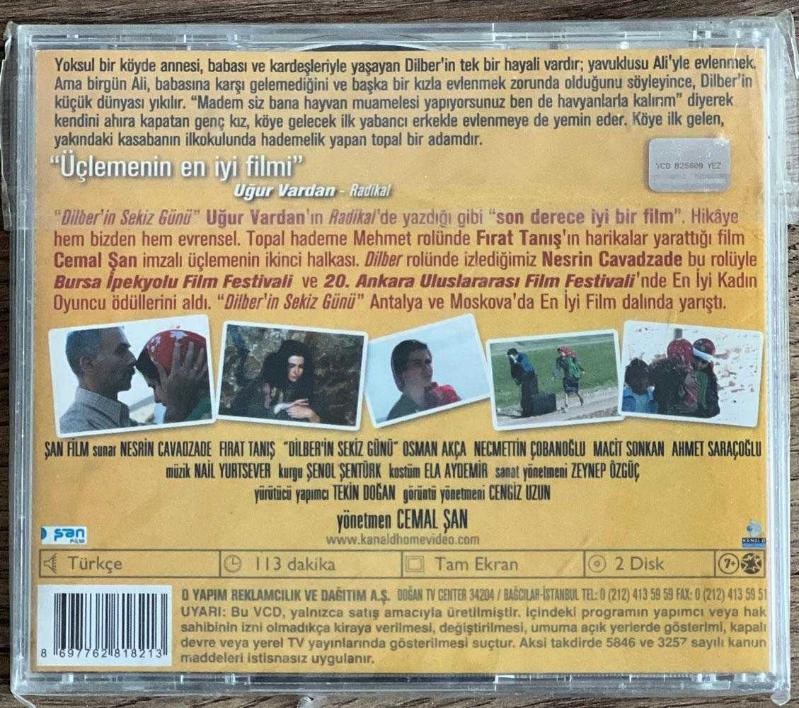 Yoksul bir köyde annesi, babası ve kardeşleriyle yaşayan Dilber'in tek bir hayali vardır; yavuklusu Ali'yle evlenmek.
Ama birgün Ali, babasına karşı gelemediğini ve başka bir kızla evlenmek zorunda olduğunu söyleyince, Dilber'in
küçük dünyası yıkılır. “Madem siz bana hayvan muamelesi yapıyorsunuz ben de havyanlarla kalırım” diyerek
kendini ahıra kapatan genç kız, köye gelecek ilk yabancı erkekle evlenmeye de yemin eder. Köye ilk gelen,
yakındaki kasabanın ilkokulunda hademelik yapan topal bir adamdır.
VCD 825609 YEZ
“Üçlemenin en iyi filmi”
Uğur Vardan - Radikal
“Dilber'in Sekiz Günü” Uğur Vardan'ın Radikal'de yazdığı gibi “son derece iyi bir film”. Hikâye
hem bizden hem evrensel. Topal hademe Mehmet rolünde Fırat Tanış'ın harikalar yarattığı film
Cemal Şan imzalı üçlemenin ikinci halkası. Dilber rolünde izlediğimiz Nesrin Cavadzade bu rolüyle
Bursa İpekyolu Film Festivali ve 20. Ankara Uluslararası Film Festivali'nde En İyi Kadın
Oyuncu ödüllerini aldı. “Dilber'in Sekiz Günü” Antalya ve Moskova'da En İyi Film dalında yarıştı.
ŞAN FİLM sunar NESRİN CAVADZADE FIRAT TANIŞ “DİLBER'İN SEKİZ GÜNÜ” OSMAN AKÇA NECMETTİN ÇOBANOĞLU MACİT SONKAN AHMET SARAÇOĞLU
müzik NAİL YURTSEVER kurgu ŞENOL ŞENTÜRK kostüm ELA AYDEMİR sanat yönetmeni ZEYNEP ÖZGÜÇ
yürütücü yapımcı TEKİN DOĞAN görüntü yönetmeni CENGİZ UZUN
yönetmen CEMAL ŞAN
www.kanaldhomevideo.com
şan
FİLM
KANAL D
Türkçe 113 dakika Tam Ekran 2 Disk 7+
D YAPIM REKLAMCILIK VE DAĞITIM A.Ş. DOĞAN TV CENTER 34204 / BAĞCILAR-İSTANBUL TEL: 0 (212) 413 59 59 FAX: 0 (212) 413 59 51
UYARI: Bu VCD, yalnızca satış amacıyla üretilmiştir. İçindeki programın yapımcı veya hak
sahibinin izni olmadıkça kiraya verilmesi, değiştirilmesi, umuma açık yerlerde gösterimi, kapalı
devre veya yerel TV yayınlarında gösterilmesi suçtur. Aksi takdirde 5846 ve 3257 sayılı kanun
maddeleri istisnasız uygulanır.
8 697762 818213